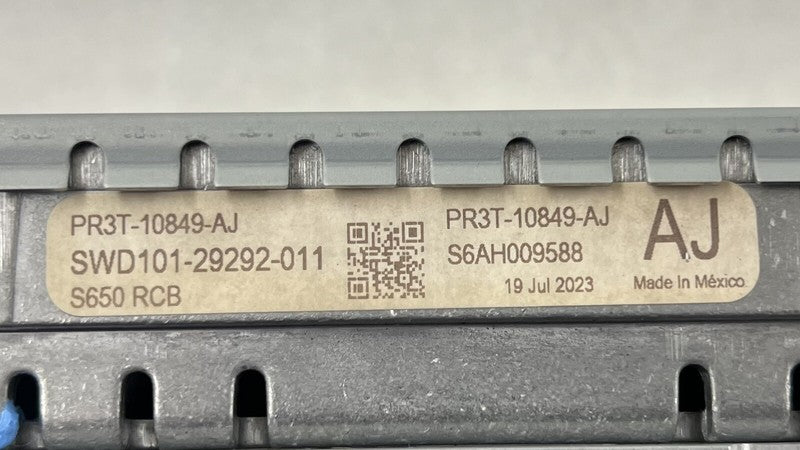 PR3T-10849-AJ
SWD101-29292-011
S650 RCB
PR3T-10849-AJ
S6AH009588
19 Jul 2023
AJ
Made In México